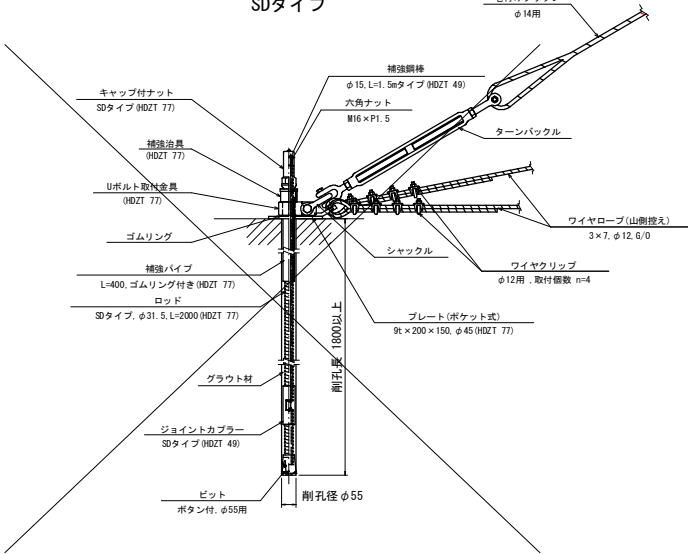 SDタイプ
φ14用
補強鋼棒
φ15,L=1.5mタイプ(HDZT 49)
六角ナット
M16×P1.5
キャップ付ナット
SDタイプ(HDZT 77)
補強治具
(HDZT 77)
Uボルト取付金具
(HDZT 77)
ゴムリング
補強パイプ
L=400,ゴムリング付き(HDZT 77)
ロッド
SDタイプ,φ31.5,L=2000(HDZT 77)
グラウト材
ジョイントカプラー
SDタイプ(HDZT 49)
ビット
ボタン付,φ55用
削孔径φ55
削孔長 1800以上
ターンバックル
シャックル
ワイヤロープ(山側控え)
3×7,φ12,G/O
ワイヤクリップ
φ12用 ,取付個数 n=4
プレート(ポケット式)
9t×200×150,φ45(HDZT 77)